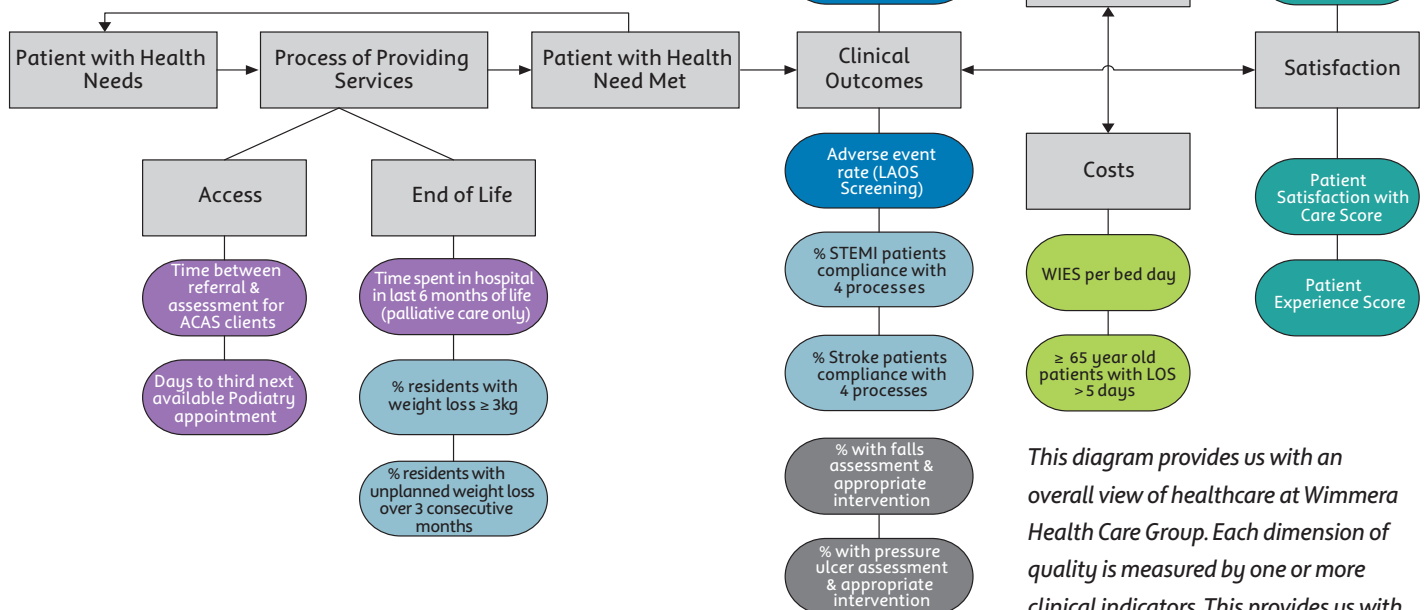 Patient with Health
Needs
Process of Providing
Services
Patient with Health
Need Met
Clinical
Outcomes
Satisfaction
Access
End of Life
Adverse event
rate (LAOS
Screening)
Costs
Patient
Satisfaction with
Care Score
Time between
referral &
assessment for
ACAS clients
Time spent in hospital
in last 6 months of life
(palliative care only)
% STEMI patients
compliance with
4 processes
WIES per bed day
Patient
Experience Score
Days to third next
available Podiatry
appointment
% residents with
weight loss ≥ 3kg
% Stroke patients
compliance with
4 processes
≥ 65 year old
patients with LOS
> 5 days
% residents with
unplanned weight loss
over 3 consecutive
months
% with falls
assessment &
appropriate
intervention
% with pressure
ulcer assessment
& appropriate
intervention
This diagram provides us with an
overall view of healthcare at Wimmera
Health Care Group. Each dimension of
quality is measured by one or more
clinical indicators. This provides us with